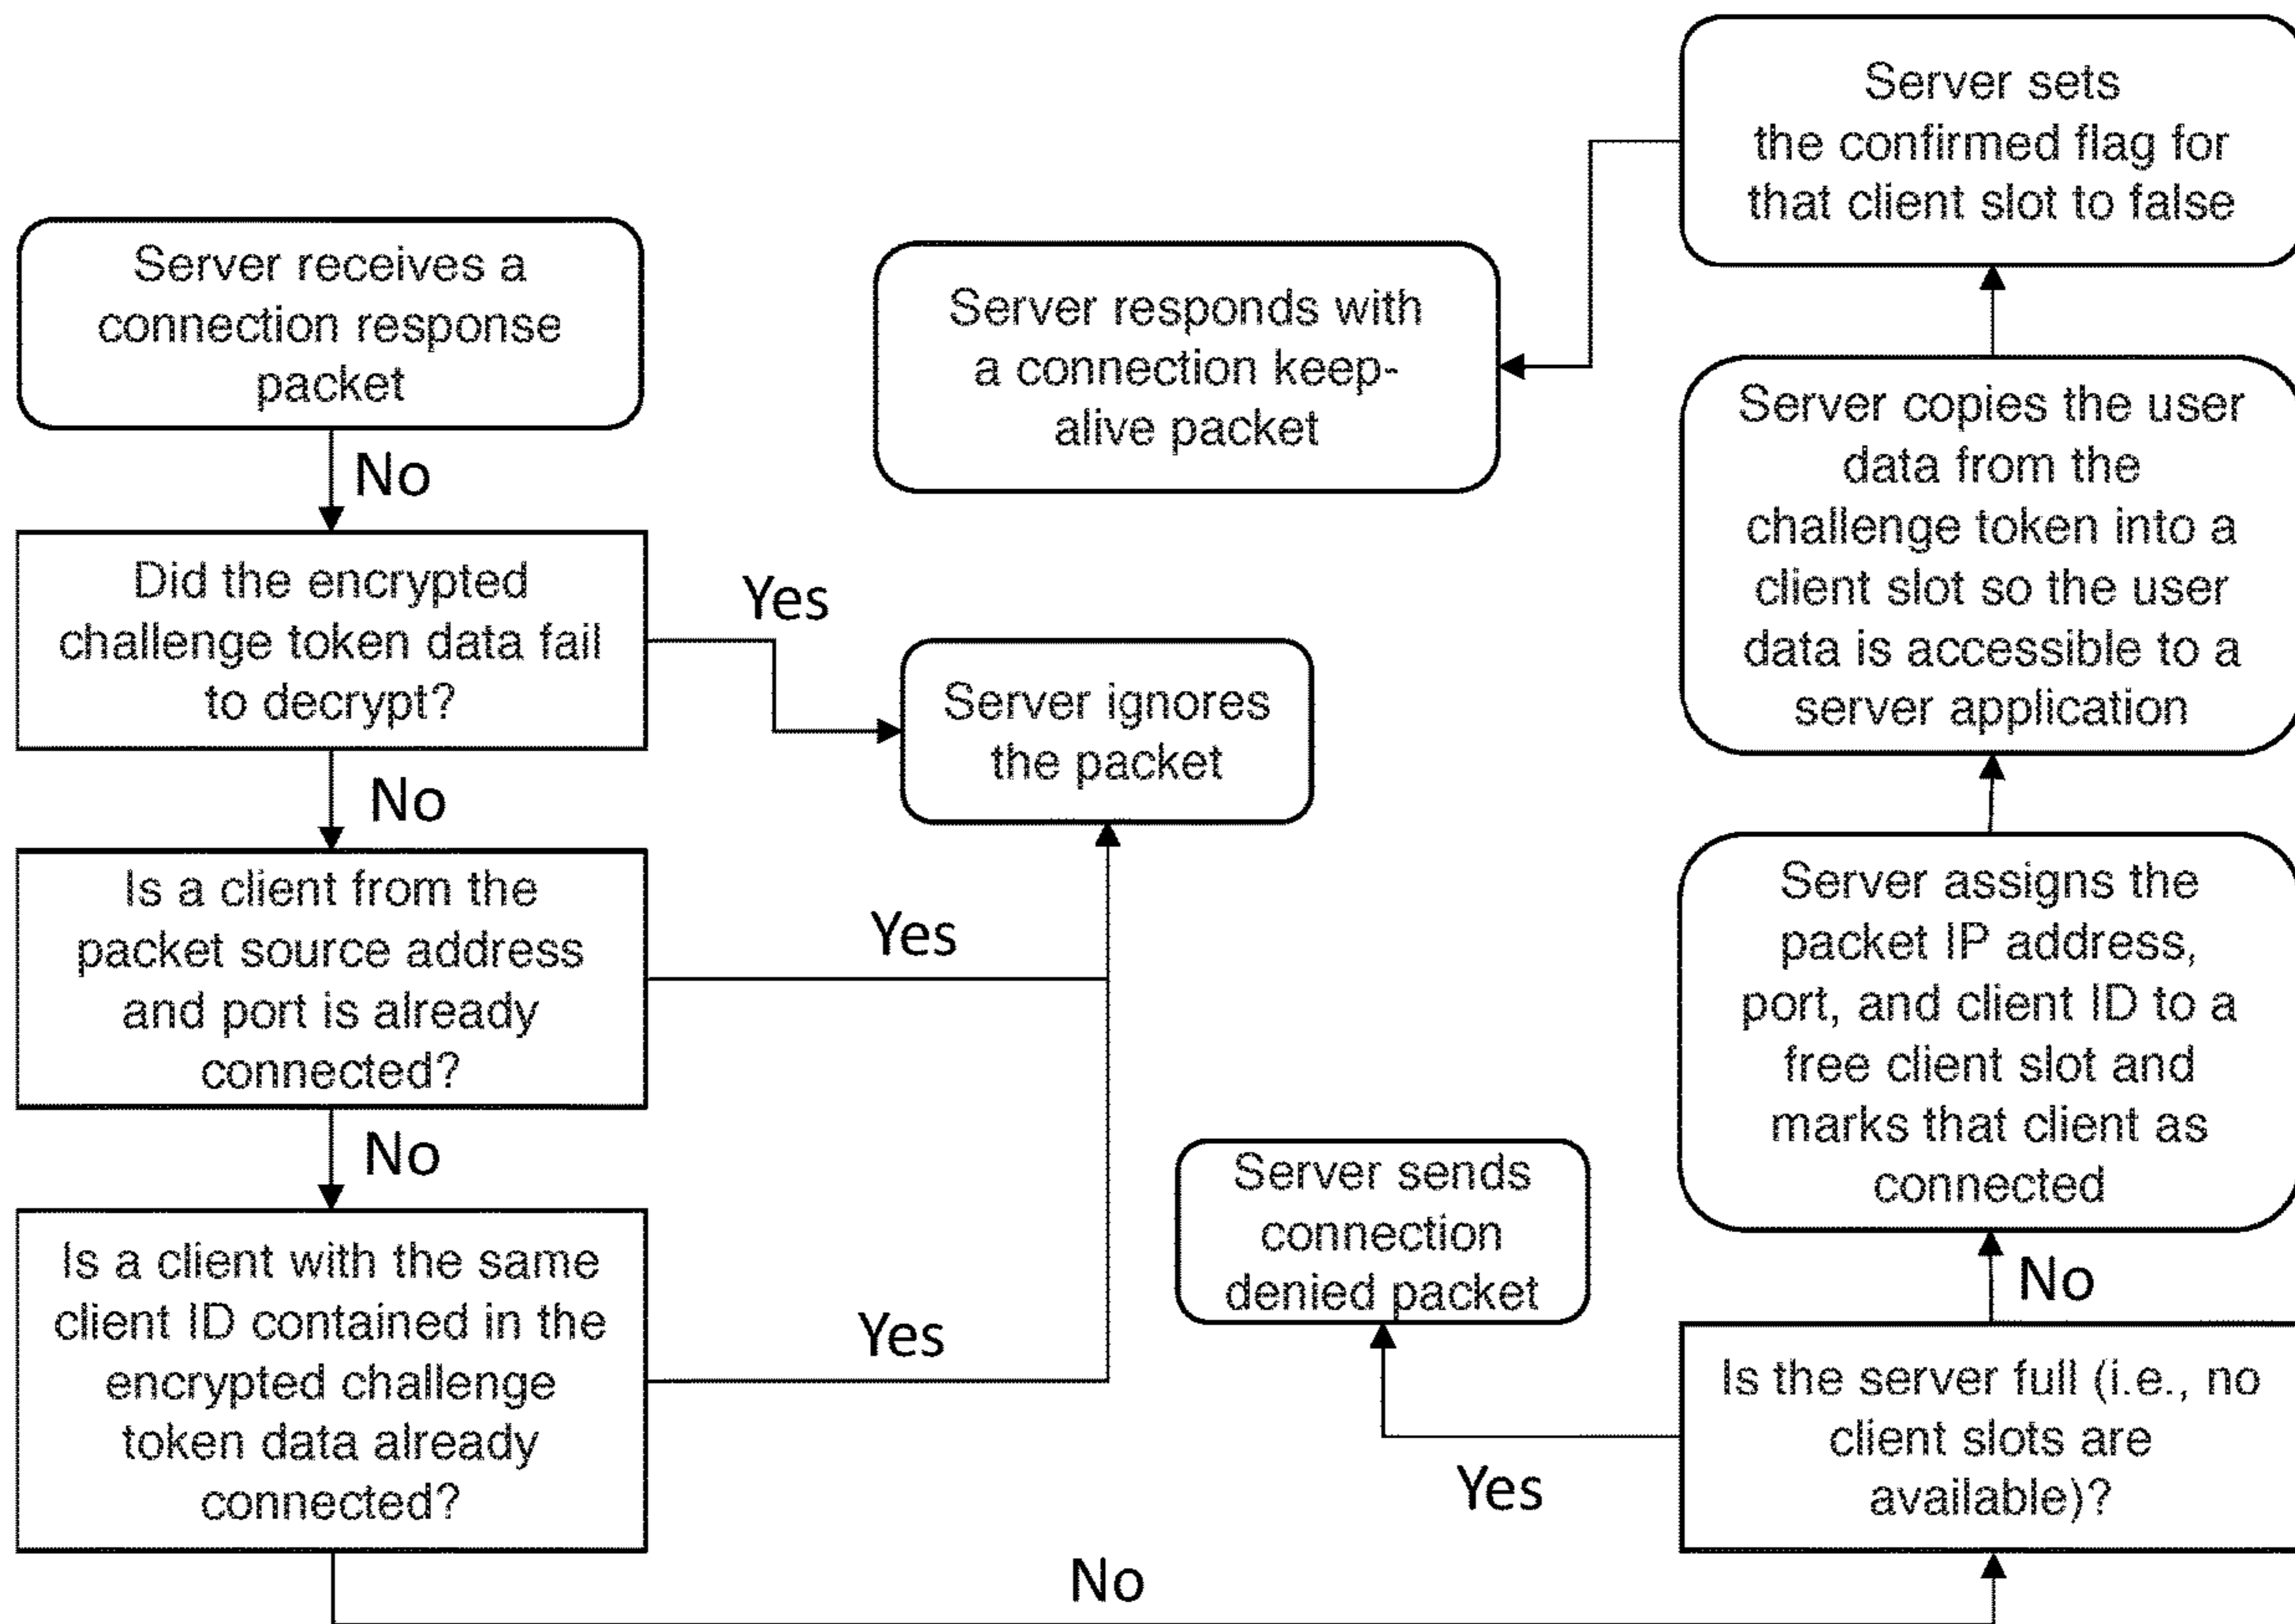 Server receives a
connection response
packet
No
Did the encrypted
challenge token data fail
to decrypt?
Yes
No
Is a client from the
packet source address
and port is already
connected?
Yes
No
Is a client with the same
client ID contained in the
encrypted challenge
token data already
connected?
Yes
No
Server ignores
the packet
Is the server full (i.e., no
client slots are
available)?
Yes
Server sends
connection
denied packet
No
Server assigns the
packet IP address,
port, and client ID to a
free client slot and
marks that client as
connected
Server copies the user
data from the
challenge token into a
client slot so the user
data is accessible to a
server application
Server sets
the confirmed flag for
that client slot to false
Server responds with
a connection keep-
alive packet